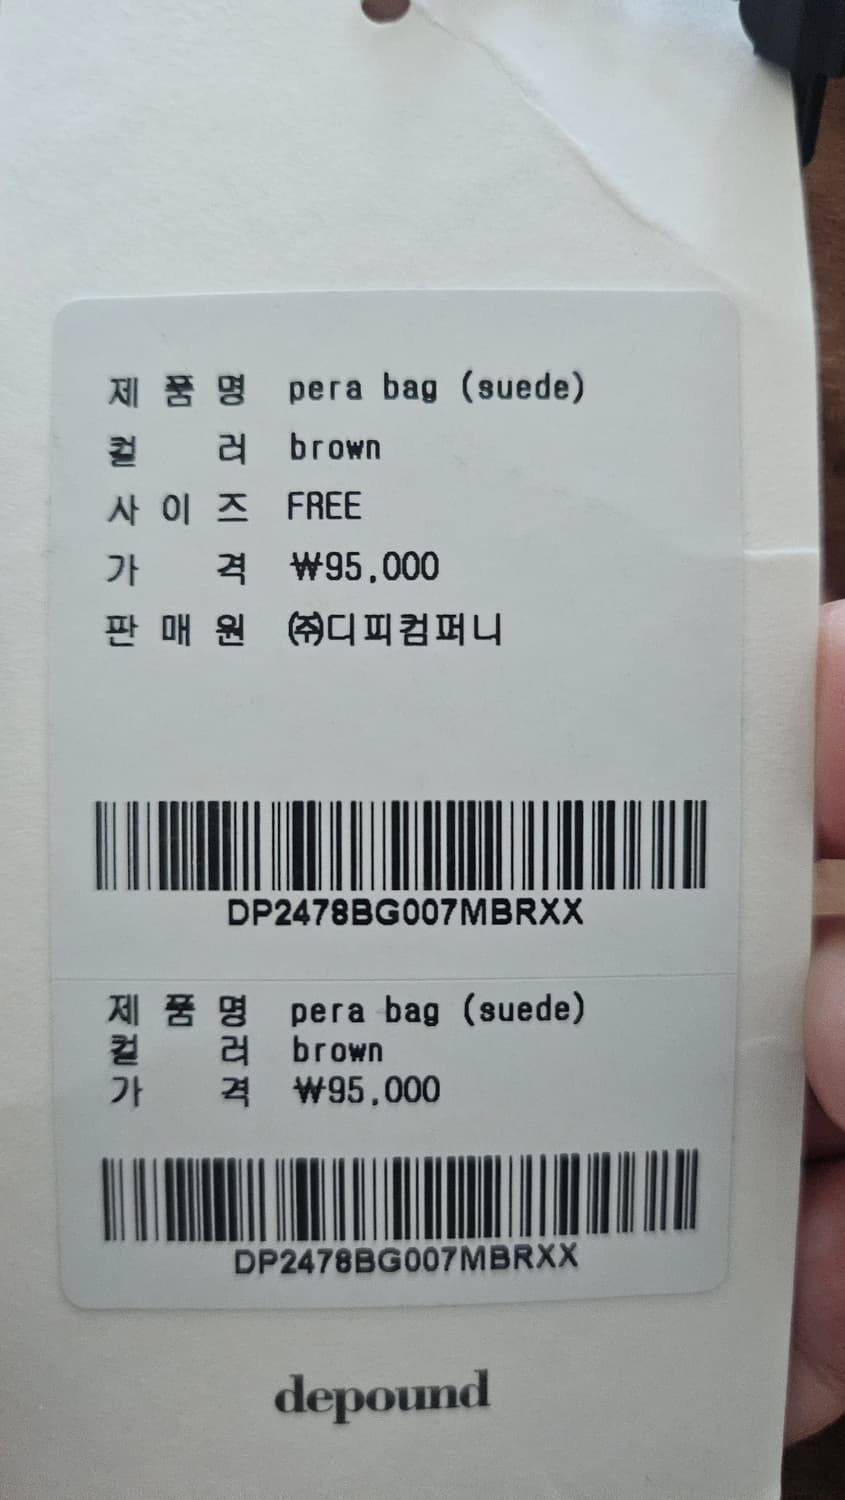 제 품 명 pera bag (suede)
컬 러 brown
사 이 즈 FREE
가 격 ₩95,000
판 매 원 ㈜디피컴퍼니
DP2478BG007MBRXX
제 품 명 pera bag (suede)
컬 러 brown
가 격 ₩95,000
DP2478BG007MBRXX
depound